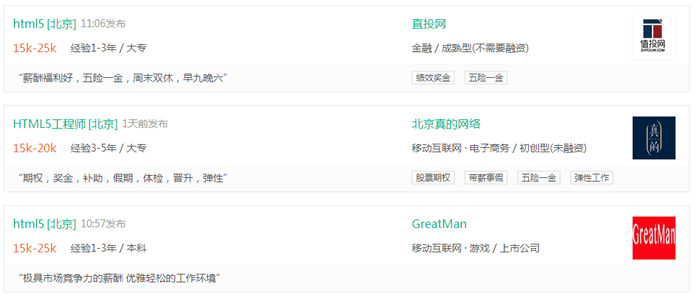 html5 [北京] 11:06发布
直投网
15k-25k 经验1-3年 / 大专
金融 / 成熟型(不需要融资)
“薪酬福利好，五险一金，周末双休，早九晚六”
绩效奖金 五险一金
值投网
HTML5工程师 [北京] 1天前发布
北京真的网络
15k-20k 经验3-5年 / 大专
移动互联网 · 电子商务 / 初创型(未融资)
“期权，奖金，补助，假期，体检，晋升，弹性”
股票期权 带薪事假 五险一金 弹性工作
真的
html5 [北京] 10:57发布
GreatMan
15k-25k 经验1-3年 / 本科
移动互联网 · 游戏 / 上市公司
“极具市场竞争力的薪酬 优雅轻松的工作环境”
GreatMan